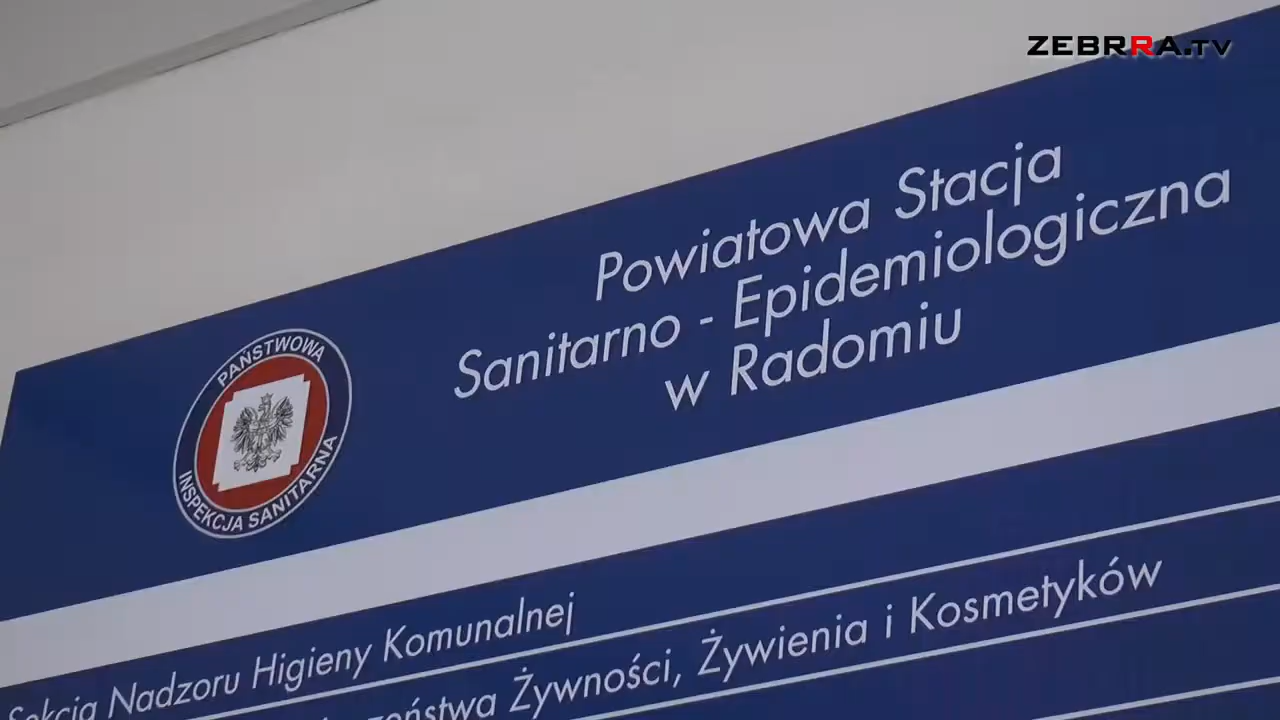 ZEBRRA.TV
Powiatowa Stacja
Sanitarno - Epidemiologiczna
w Radomiu
PAŃSTWOWA
INSPEKCJA SANITARNA
Nadzoru Higieny Komunalnej
Żywności, Żywienia i Kosmetyków